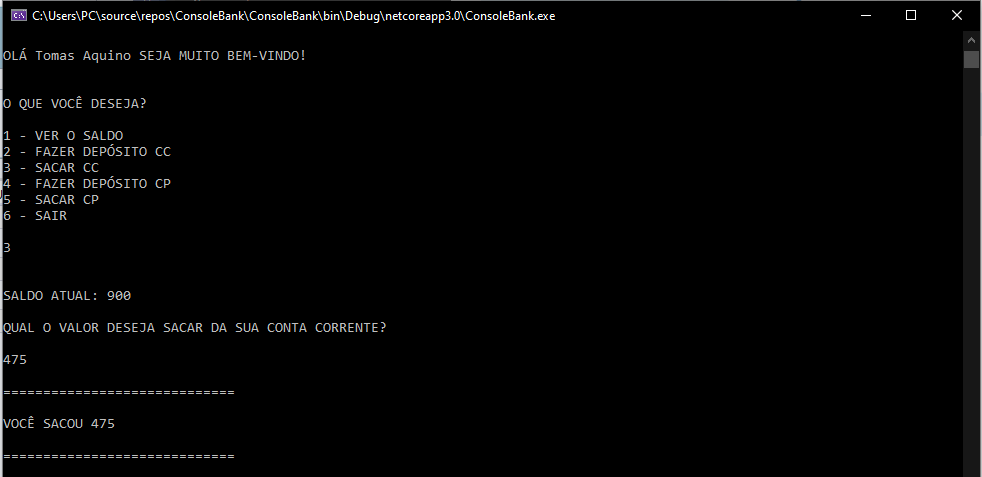 C:\Users\PC\source\repos\ConsoleBank\ConsoleBank\bin\Debug\netcoreapp3.0\ConsoleBank.exe
OLÁ Tomas Aquino SEJA MUITO BEM-VINDO!
O QUE VOCÊ DESEJA?
1 - VER O SALDO
2 - FAZER DEPÓSITO CC
3 - SACAR CC
4 - FAZER DEPÓSITO CP
5 - SACAR CP
6 - SAIR
3
SALDO ATUAL: 900
QUAL O VALOR DESEJA SACAR DA SUA CONTA CORRENTE?
475
=============================
VOCÊ SACOU 475
=============================